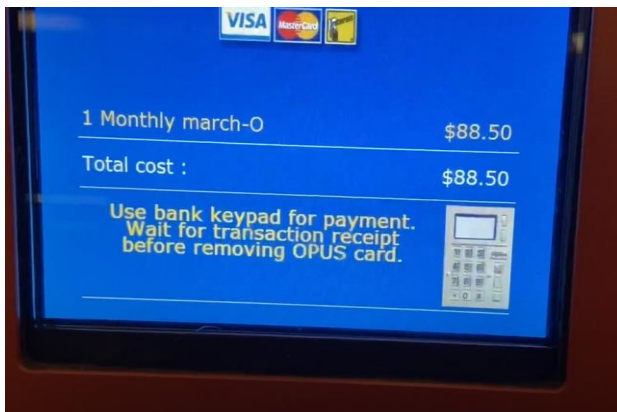 VISA MasterCard
1 Monthly march-O $88.50
Total cost : $88.50
Use bank keypad for payment.
Wait for transaction receipt
before removing OPUS card.